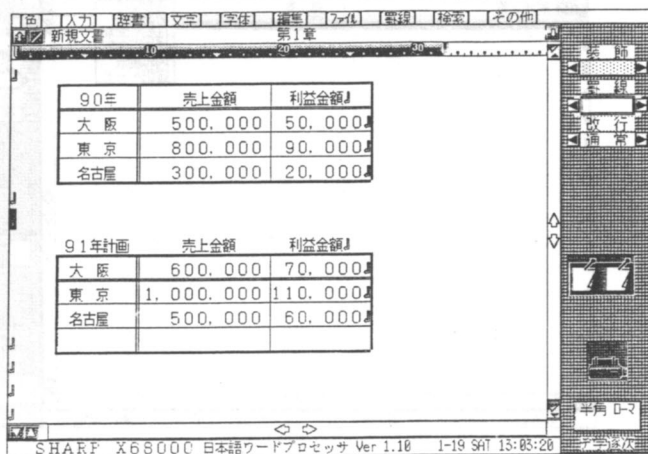 [色] [入力] [辞書] [文字] [字体] [編集] [ファイル] [罫線] [検索] [その他]
新規文書 第1章
10 20 30
装飾
罫線
改行
通常
90年 売上金額 利益金額
大阪 500,000 50,000
東京 800,000 90,000
名古屋 300,000 20,000
91年計画 売上金額 利益金額
大阪 600,000 70,000
東京 1,000,000 110,000
名古屋 500,000 60,000
半角 ローマ
SHARP X68000 日本語ワードプロセッサ Ver 1.10 1-19 SAT 13:03:20